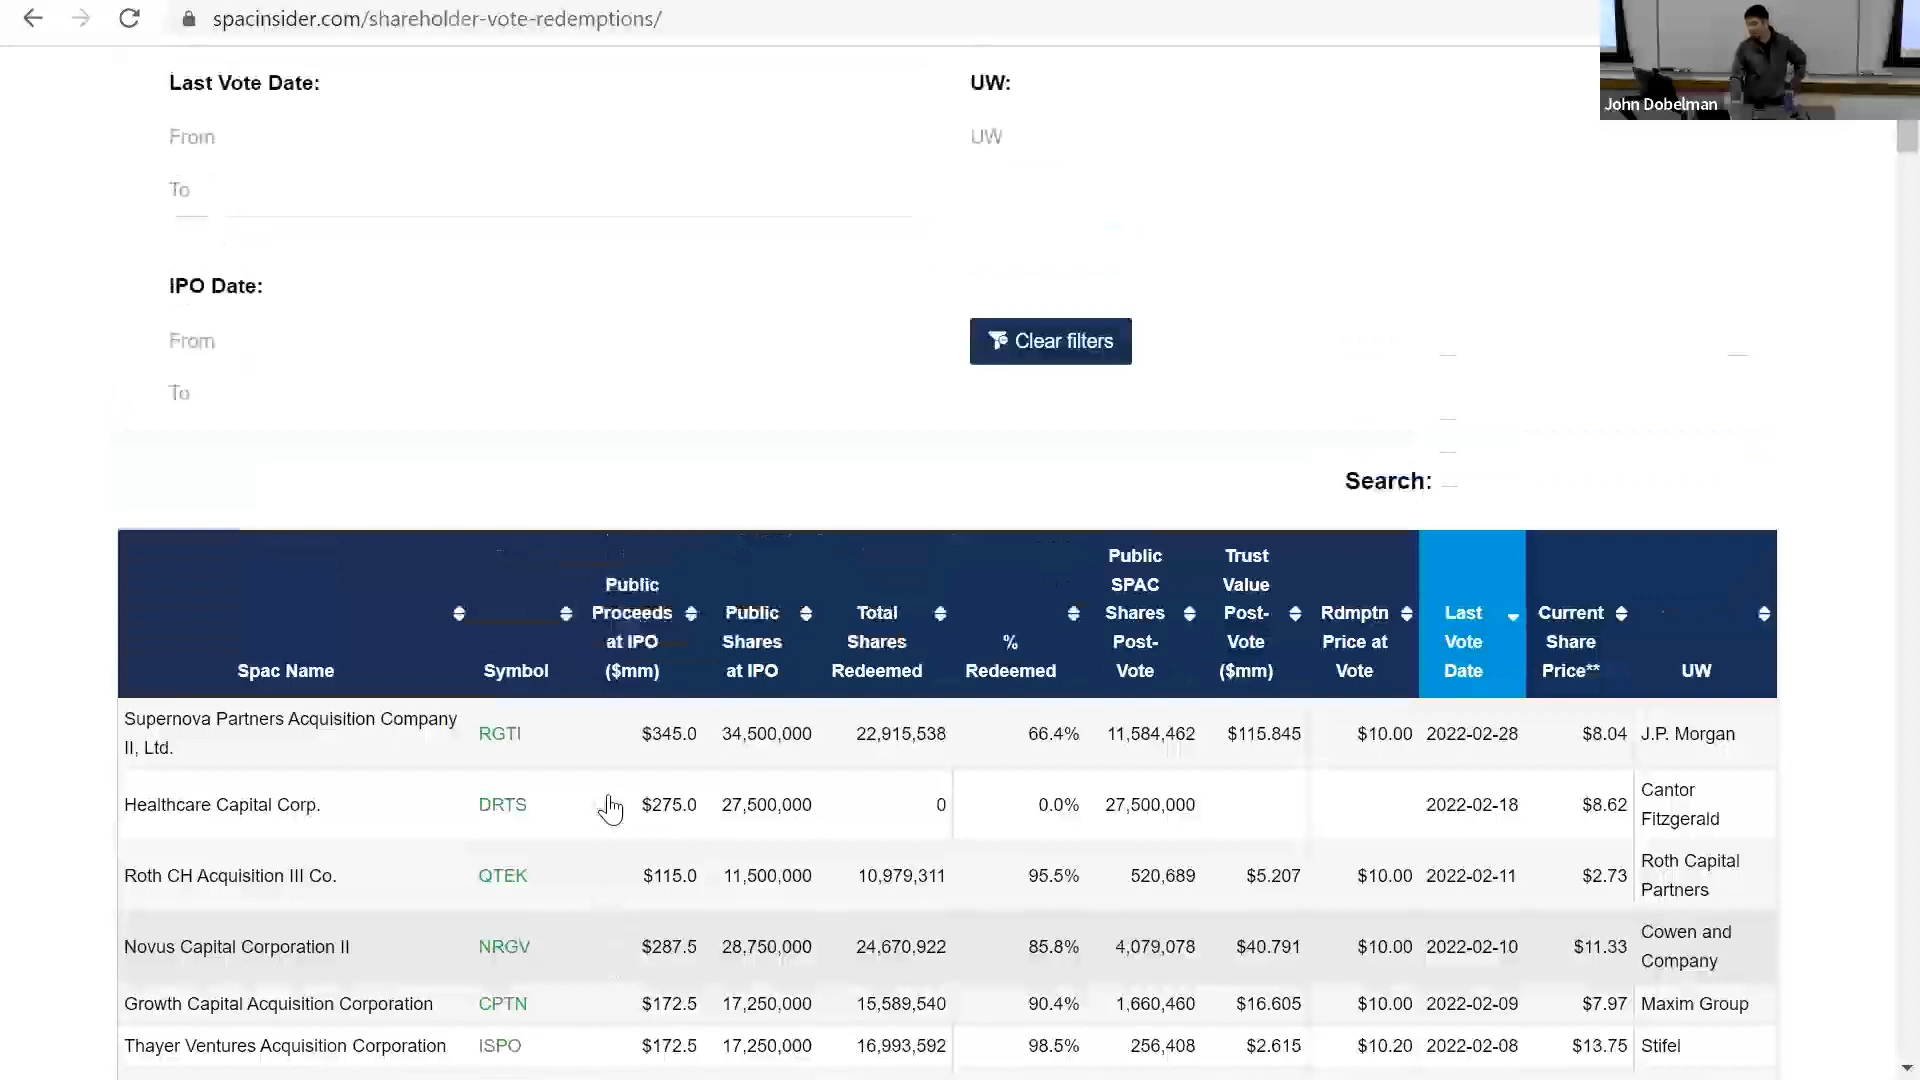 spacinsider.com/shareholder-vote-redemptions/
John Dobelman
Last Vote Date:
UW:
From
UW
To
IPO Date:
From
Clear filters
To
Search:
Spac Name
Symbol
Public
Proceeds
at IPO
($mm)
Public
Shares
at IPO
Total
Shares
Redeemed
%
Redeemed
Public
SPAC
Shares
Post-
Vote
Trust
Value
Post-
Vote
($mm)
Rdmptn
Price at
Vote
Last
Vote
Date
Current
Share
Price**
UW
Supernova Partners Acquisition Company
II, Ltd.
RGTI $345.0 34,500,000 22,915,538 66.4% 11,584,462 $115.845 $10.00 2022-02-28 $8.04 J.P. Morgan
Healthcare Capital Corp. DRTS $275.0 27,500,000 0 0.0% 27,500,000 2022-02-18 $8.62 Cantor
Fitzgerald
Roth CH Acquisition III Co. QTEK $115.0 11,500,000 10,979,311 95.5% 520,689 $5.207 $10.00 2022-02-11 $2.73 Roth Capital
Partners
Novus Capital Corporation II NRGV $287.5 28,750,000 24,670,922 85.8% 4,079,078 $40.791 $10.00 2022-02-10 $11.33 Cowen and
Company
Growth Capital Acquisition Corporation CPTN $172.5 17,250,000 15,589,540 90.4% 1,660,460 $16.605 $10.00 2022-02-09 $7.97 Maxim Group
Thayer Ventures Acquisition Corporation ISPO $172.5 17,250,000 16,993,592 98.5% 256,408 $2.615 $10.20 2022-02-08 $13.75 Stifel